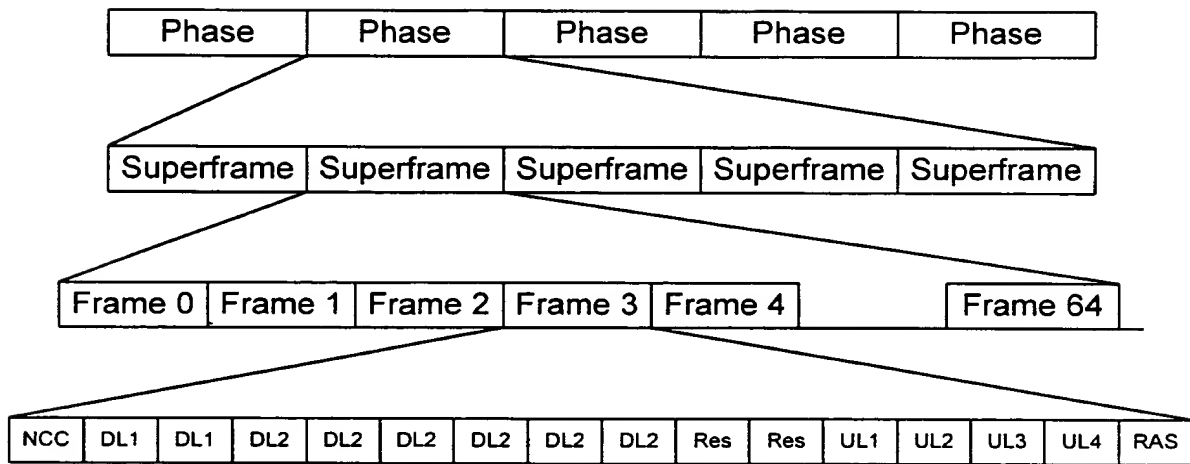 Phase Phase Phase Phase Phase
Superframe Superframe Superframe Superframe Superframe
Frame 0 Frame 1 Frame 2 Frame 3 Frame 4 Frame 64
NCC DL1 DL1 DL2 DL2 DL2 DL2 DL2 DL2 Res Res UL1 UL2 UL3 UL4 RAS